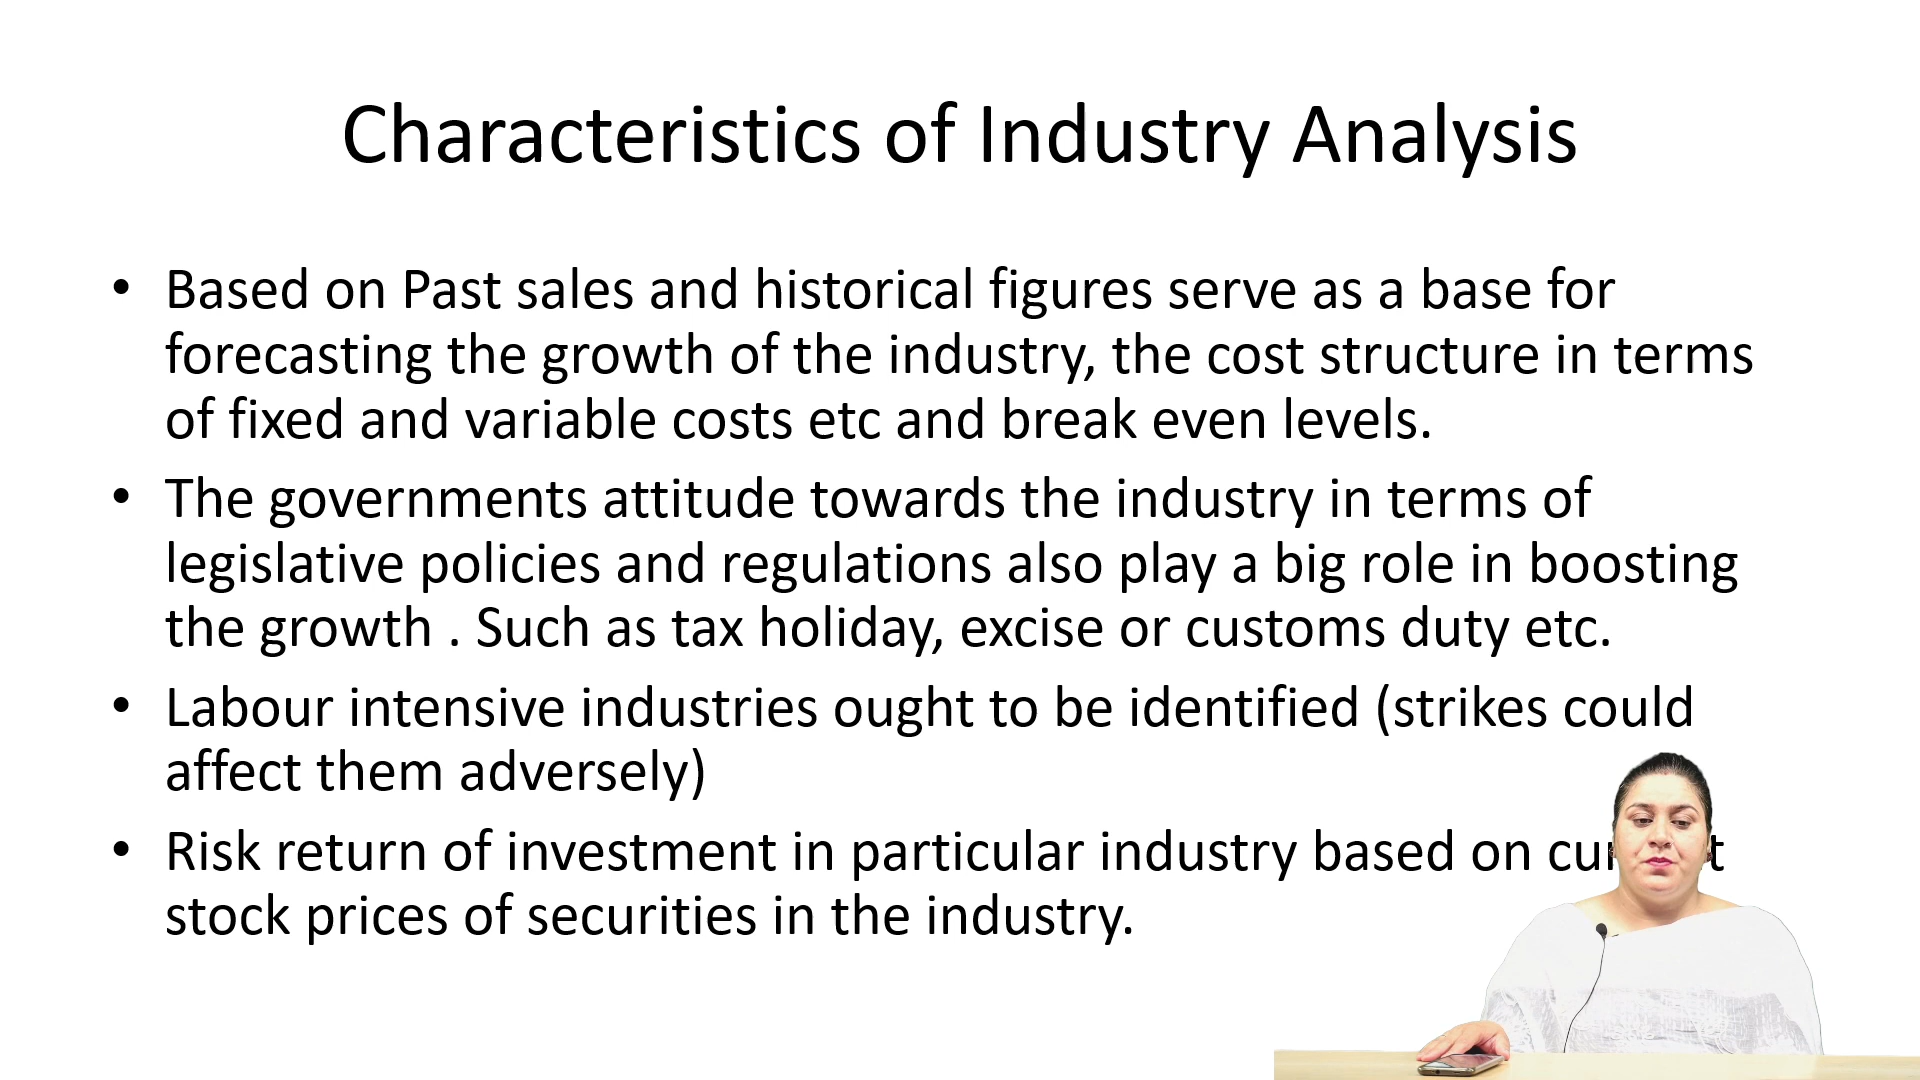 Characteristics of Industry Analysis
• Based on Past sales and historical figures serve as a base for
forecasting the growth of the industry, the cost structure in terms
of fixed and variable costs etc and break even levels.
• The governments attitude towards the industry in terms of
legislative policies and regulations also play a big role in boosting
the growth . Such as tax holiday, excise or customs duty etc.
• Labour intensive industries ought to be identified (strikes could
affect them adversely)
• Risk return of investment in particular industry based on
stock prices of securities in the industry.